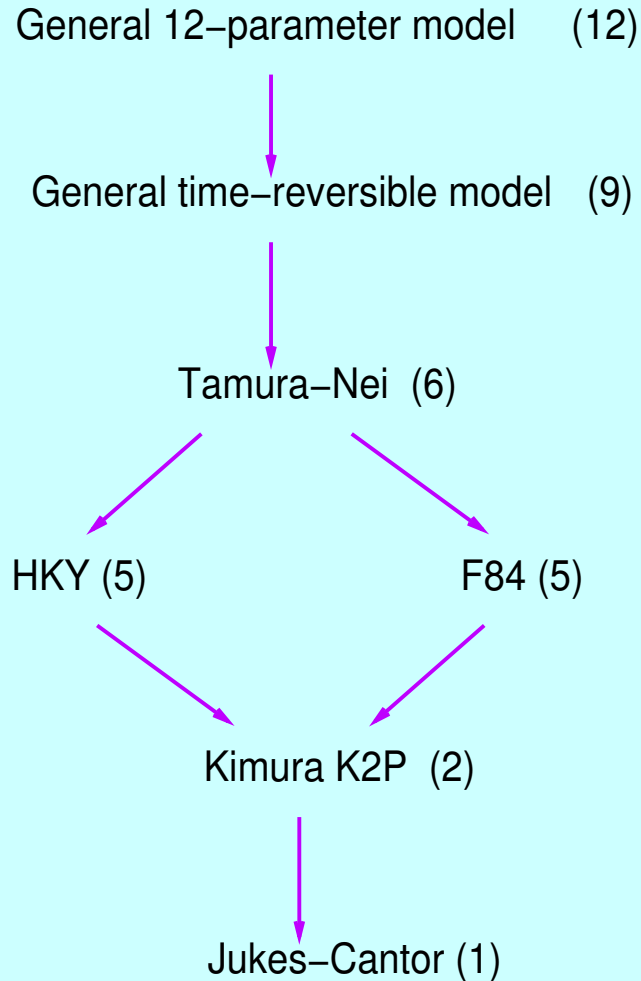 General 12–parameter model (12)
General time–reversible model (9)
Tamura–Nei (6)
HKY (5) F84 (5)
Kimura K2P (2)
Jukes–Cantor (1)